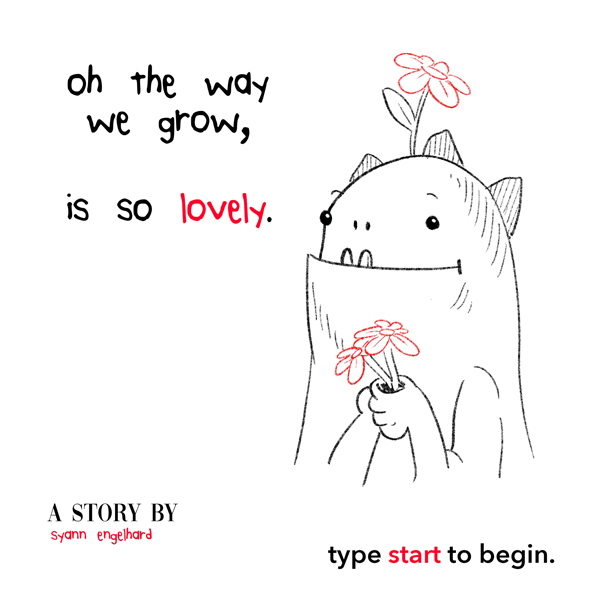 oh the way
we grow,
is so lovely.
A STORY BY
syann engelhard
type start to begin.